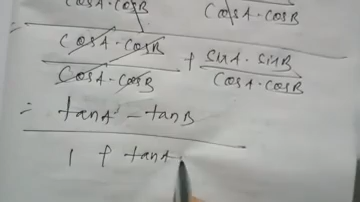 CosA CosB CosA·CosB
=
CosA·CosB
CosA·CosB + SinA·SinB
CosA·CosB
= tanA - tanB
1 + tanA·